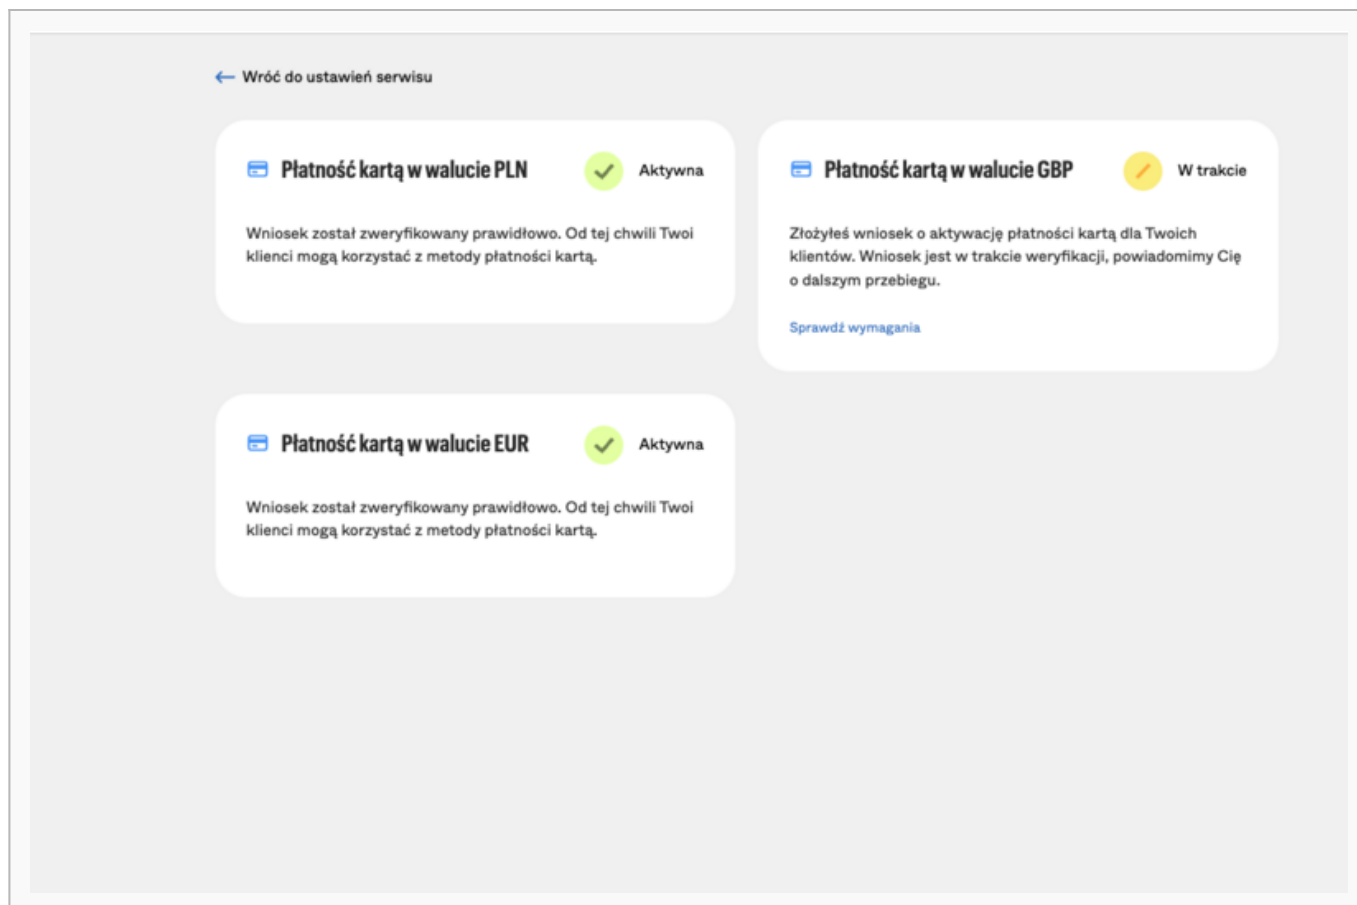 Wróć do ustawień serwisu
Płatność kartą w walucie PLN
Aktywna
Wniosek został zweryfikowany prawidłowo. Od tej chwili Twoi
klienci mogą korzystać z metody płatności kartą.
Płatność kartą w walucie GBP
W trakcie
Złożyłeś wniosek o aktywację płatności kartą dla Twoich
klientów. Wniosek jest w trakcie weryfikacji, powiadomimy Cię
o dalszym przebiegu.
Sprawdź wymagania
Płatność kartą w walucie EUR
Aktywna
Wniosek został zweryfikowany prawidłowo. Od tej chwili Twoi
klienci mogą korzystać z metody płatności kartą.